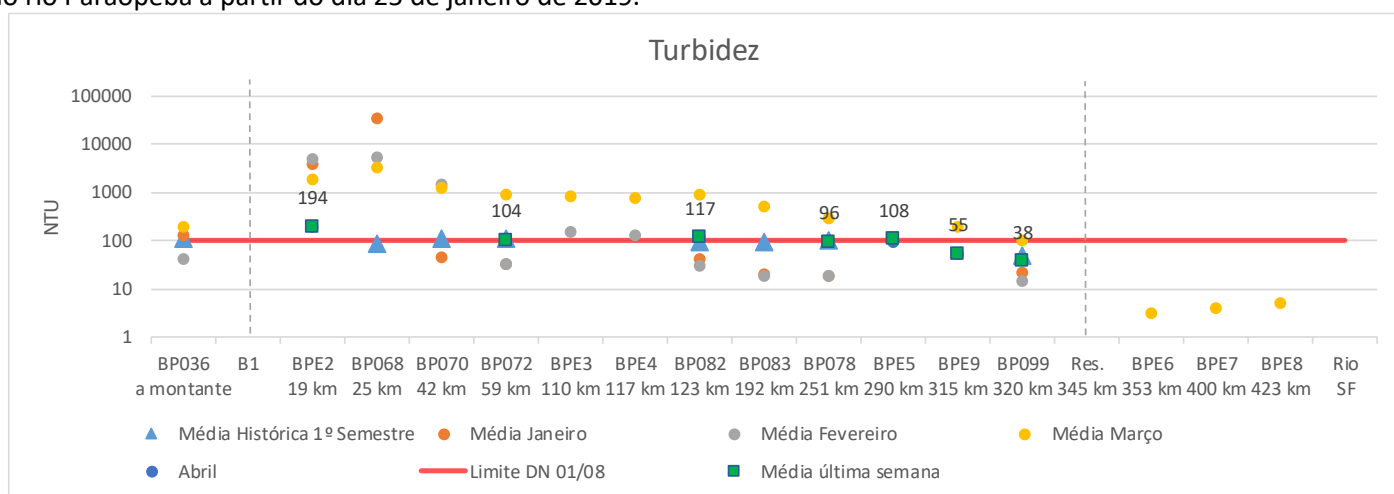 no rio Paraopeba a partir do dia 25 de janeiro de 2019.
Turbidez
100000
10000
1000
100
10
1
NTU
194
104
117
96
108
55
38
BP036 B1 BPE2 BP068 BP070 BP072 BPE3 BPE4 BP082 BP083 BP078 BPE5 BPE9 BP099 Res. BPE6 BPE7 BPE8 Rio
a montante 19 km 25 km 42 km 59 km 110 km 117 km 123 km 192 km 251 km 290 km 315 km 320 km 345 km 353 km 400 km 423 km SF
Média Histórica 1º Semestre Média Janeiro Média Fevereiro Média Março
Abril Limite DN 01/08 Média última semana